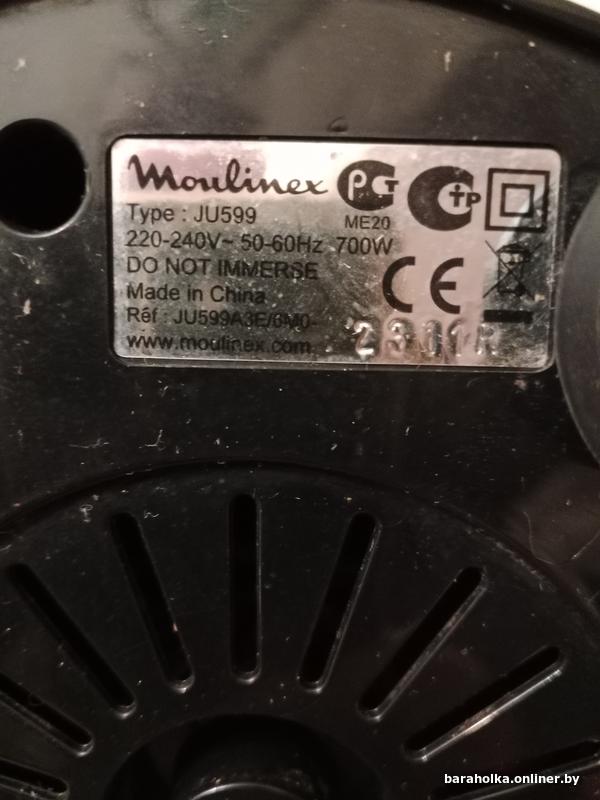 Moulinex
Type : JU599
ME20
220-240V~ 50-60Hz 700W
DO NOT IMMERSE
Made in China
Réf : JU599A3E/6M0-
www.moulinex.com
baraholka.onliner.by